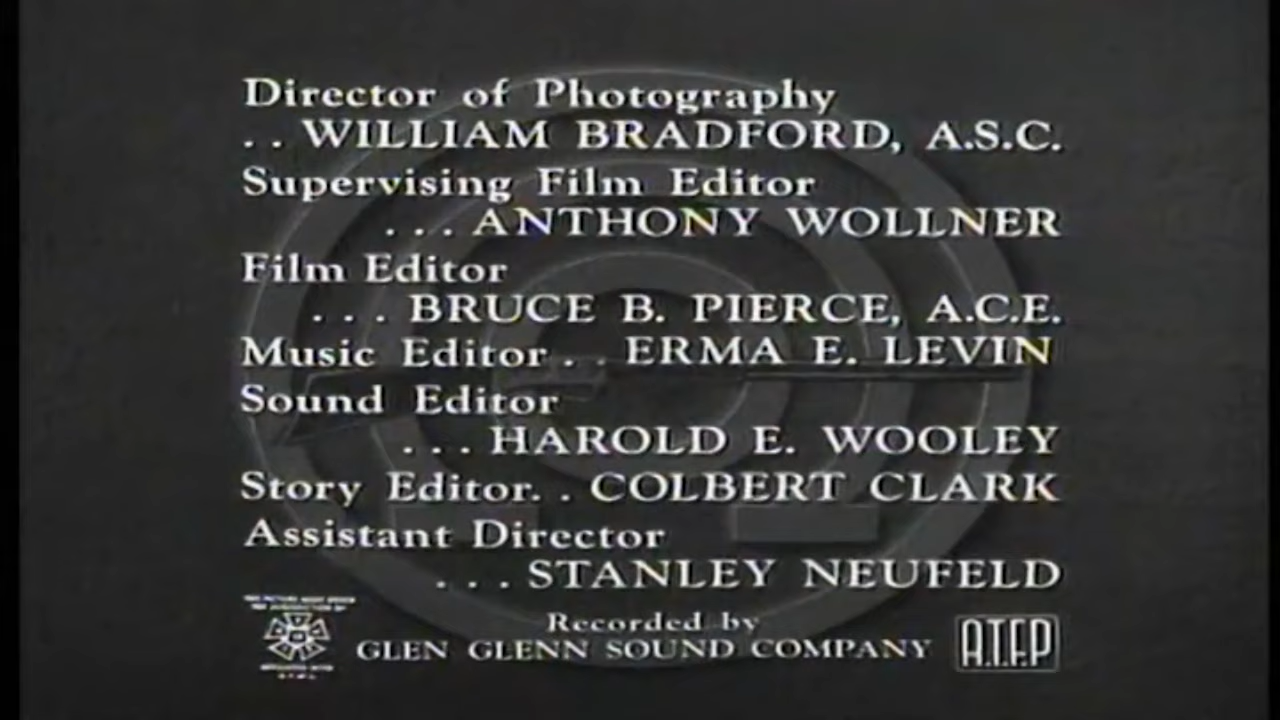 Director of Photography
. . WILLIAM BRADFORD, A.S.C.
Supervising Film Editor
. . . ANTHONY WOLLNER
Film Editor
. . . BRUCE B. PIERCE, A.C.E.
Music Editor . . ERMA E. LEVIN
Sound Editor
. . . HAROLD E. WOOLEY
Story Editor. . COLBERT CLARK
Assistant Director
. . . STANLEY NEUFELD
Recorded by
GLEN GLENN SOUND COMPANY
A.T.F.P